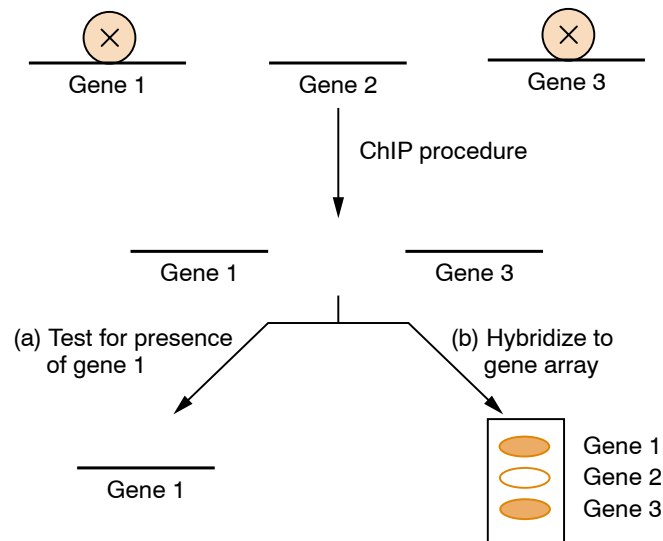 X
X
Gene 1
Gene 2
Gene 3
ChIP procedure
Gene 1
Gene 3
(a) Test for presence
of gene 1
(b) Hybridize to
gene array
Gene 1
Gene 1
Gene 2
Gene 3